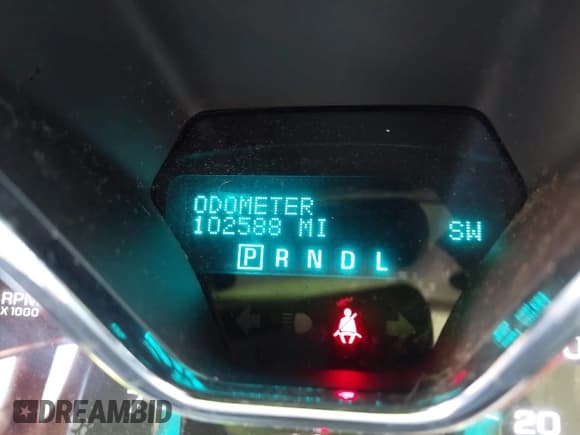 ODOMETER
102588 MI SW
P R N D L
RPM
X 1000
20
DREAMBID